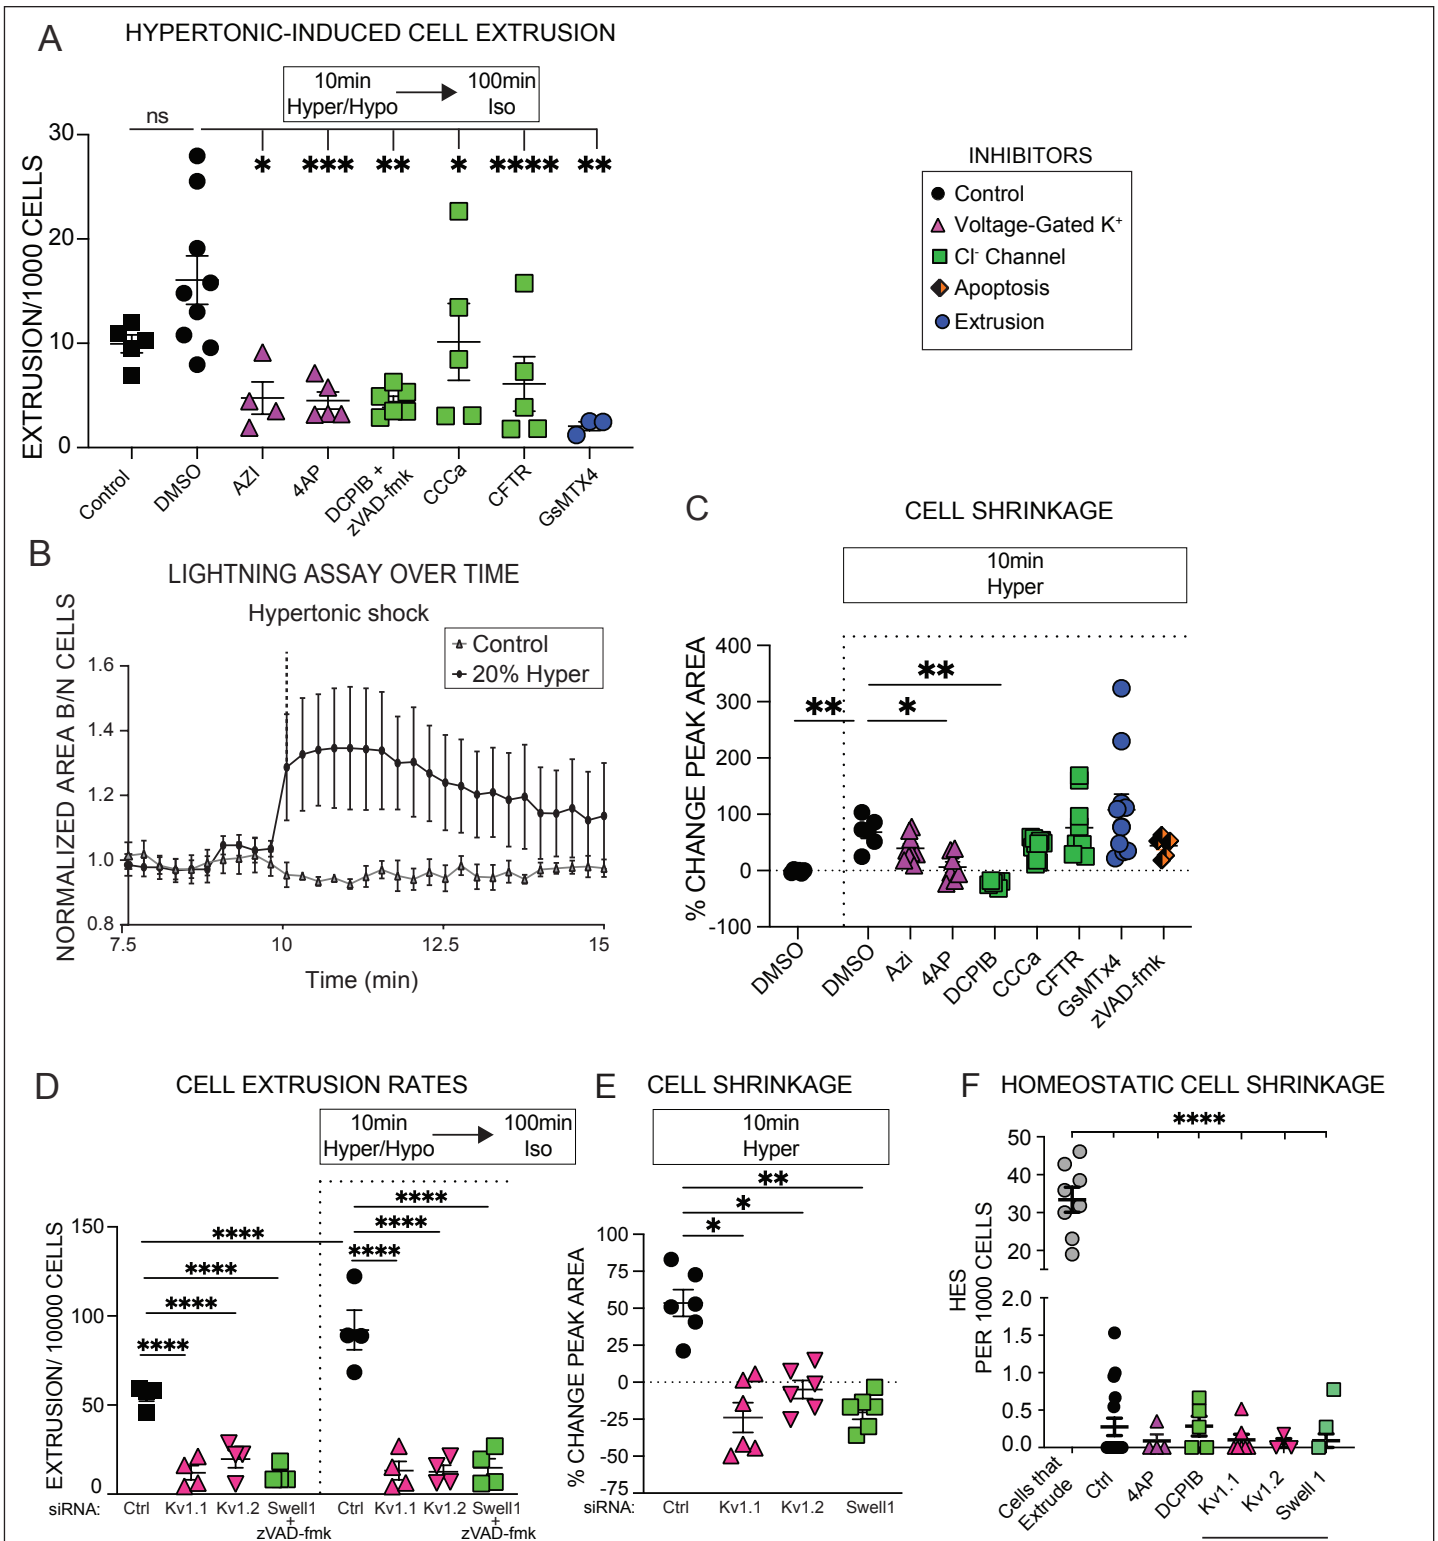 A
HYPERTONIC-INDUCED CELL EXTRUSION
10min
Hyper/Hypo
100min
Iso
ns
* *** ** * **** **
EXTRUSION/1000 CELLS
30
20
10
0
Control
DMSO
AZI
4AP
DCPIB +
zVAD-fmk
CCCa
CFTR
GsMTX4
INHIBITORS
Control
Voltage-Gated K⁺
Cl⁻ Channel
Apoptosis
Extrusion
B
LIGHTNING ASSAY OVER TIME
Hypertonic shock
Control
20% Hyper
NORMALIZED AREA B/N CELLS
1.6
1.4
1.2
1.0
0.8
7.5 10 12.5 15
Time (min)
C
CELL SHRINKAGE
10min
Hyper
** ** *
% CHANGE PEAK AREA
400
300
200
100
0
-100
DMSO
DMSO
Azi
4AP
DCPIB
CCCa
CFTR
GsMTx4
zVAD-fmk
D
CELL EXTRUSION RATES
10min
Hyper/Hypo
100min
Iso
****
****
****
****
****
****
****
EXTRUSION/ 10000 CELLS
150
100
50
0
siRNA: Ctrl Kv1.1 Kv1.2 Swell1
+
zVAD-fmk
Ctrl Kv1.1 Kv1.2 Swell1
+
zVAD-fmk
E
CELL SHRINKAGE
10min
Hyper
**
*
*
% CHANGE PEAK AREA
100
75
50
25
0
-25
-50
-75
siRNA: Ctrl Kv1.1 Kv1.2 Swell1
F
HOMEOSTATIC CELL SHRINKAGE
****
HES
PER 1000 CELLS
50
40
30
20
2.0
1.5
1.0
0.5
0.0
Cells that
Extrude
Ctrl
4AP
DCPIB
Kv1.1
Kv1.2
Swell 1